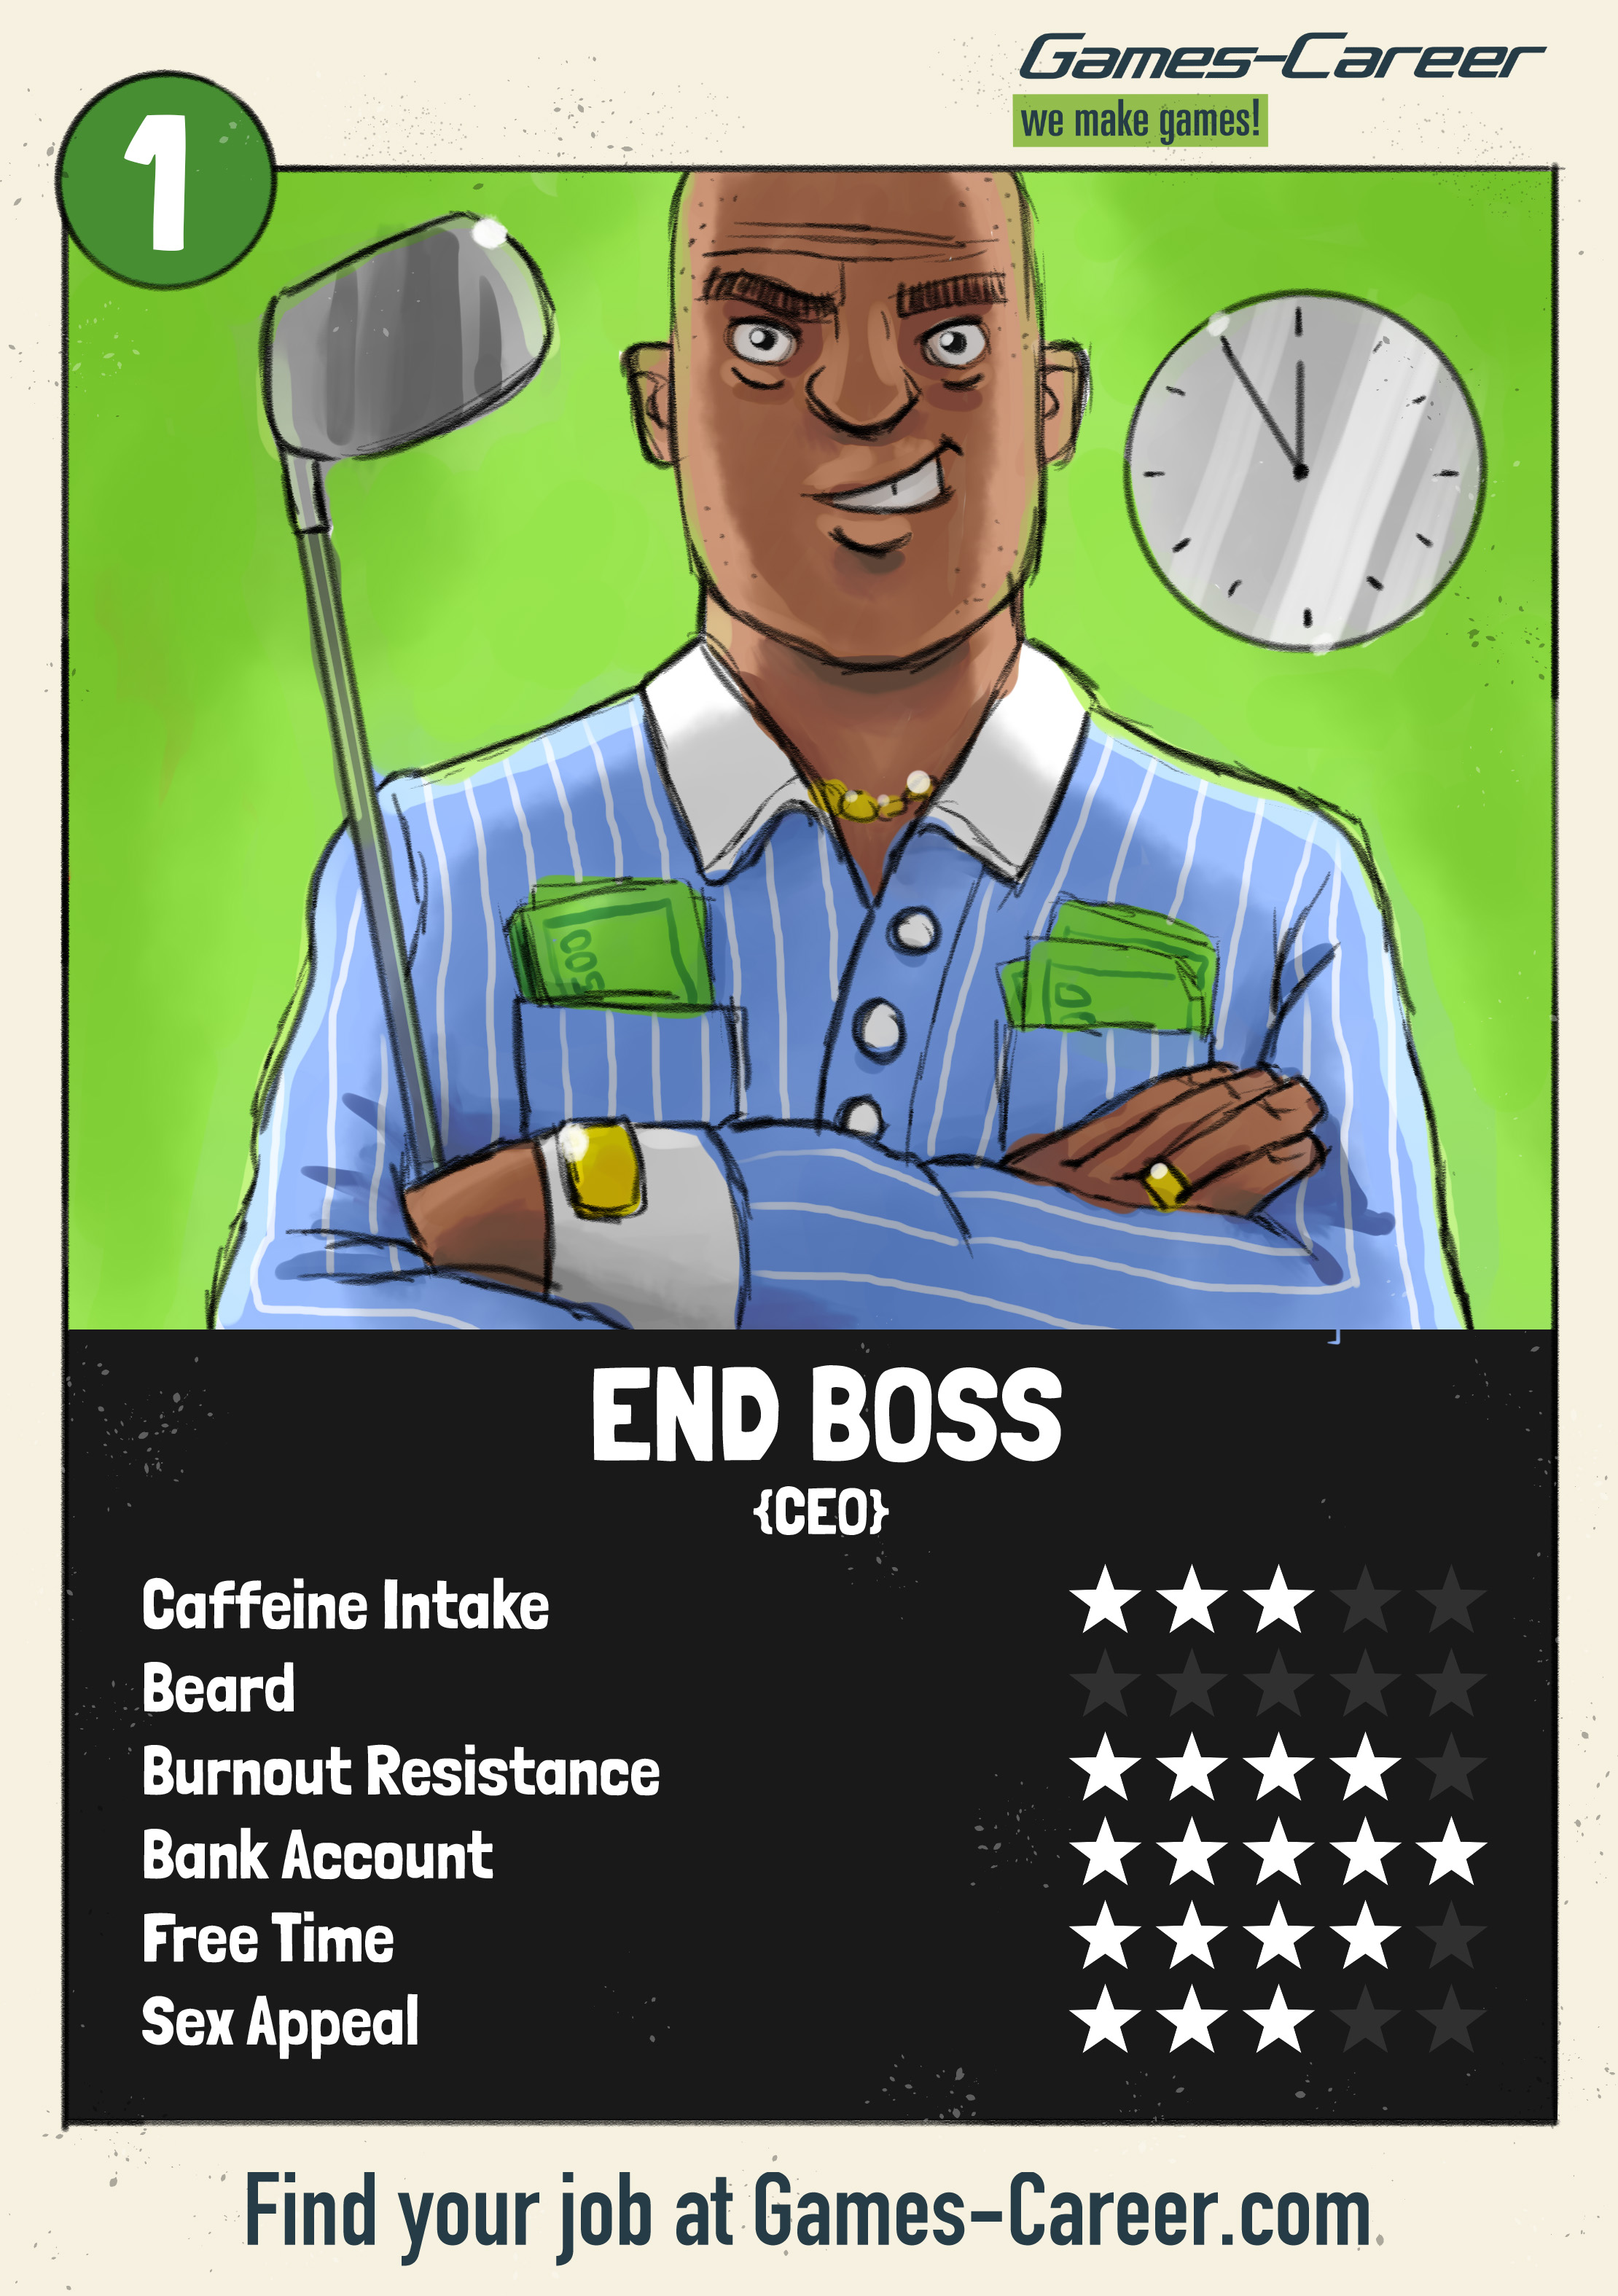 Games-Career
we make games!
1
500
END BOSS
{CEO}
Caffeine Intake
Beard
Burnout Resistance
Bank Account
Free Time
Sex Appeal
Find your job at Games-Career.com